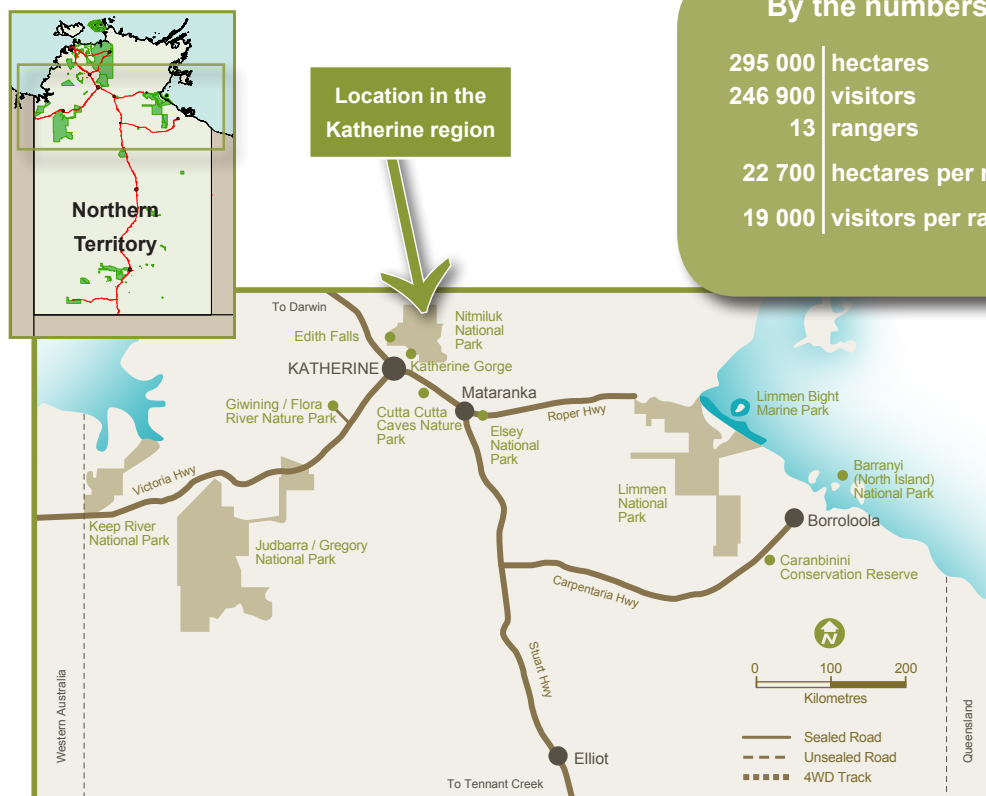 By the numbers
295 000 hectares
246 900 visitors
13 rangers
22 700 hectares per
19 000 visitors per
Location in the
Katherine region
Northern
Territory
To Darwin
Edith Falls
Nitmiluk
National
Park
KATHERINE
Katherine Gorge
Mataranka
Giwining / Flora
River Nature Park
Cutta Cutta
Caves Nature
Park
Elsey
National
Park
Roper Hwy
Limmen Bight
Marine Park
Victoria Hwy
Limmen
National
Park
Barranyi
(North Island)
National Park
Keep River
National Park
Judbarra / Gregory
National Park
Borroloola
Caranbinini
Conservation Reserve
Carpentaria Hwy
Stuart Hwy
N
0 100 200
Kilometres
Western Australia
Queensland
Sealed Road
Unsealed Road
4WD Track
Elliot
To Tennant Creek